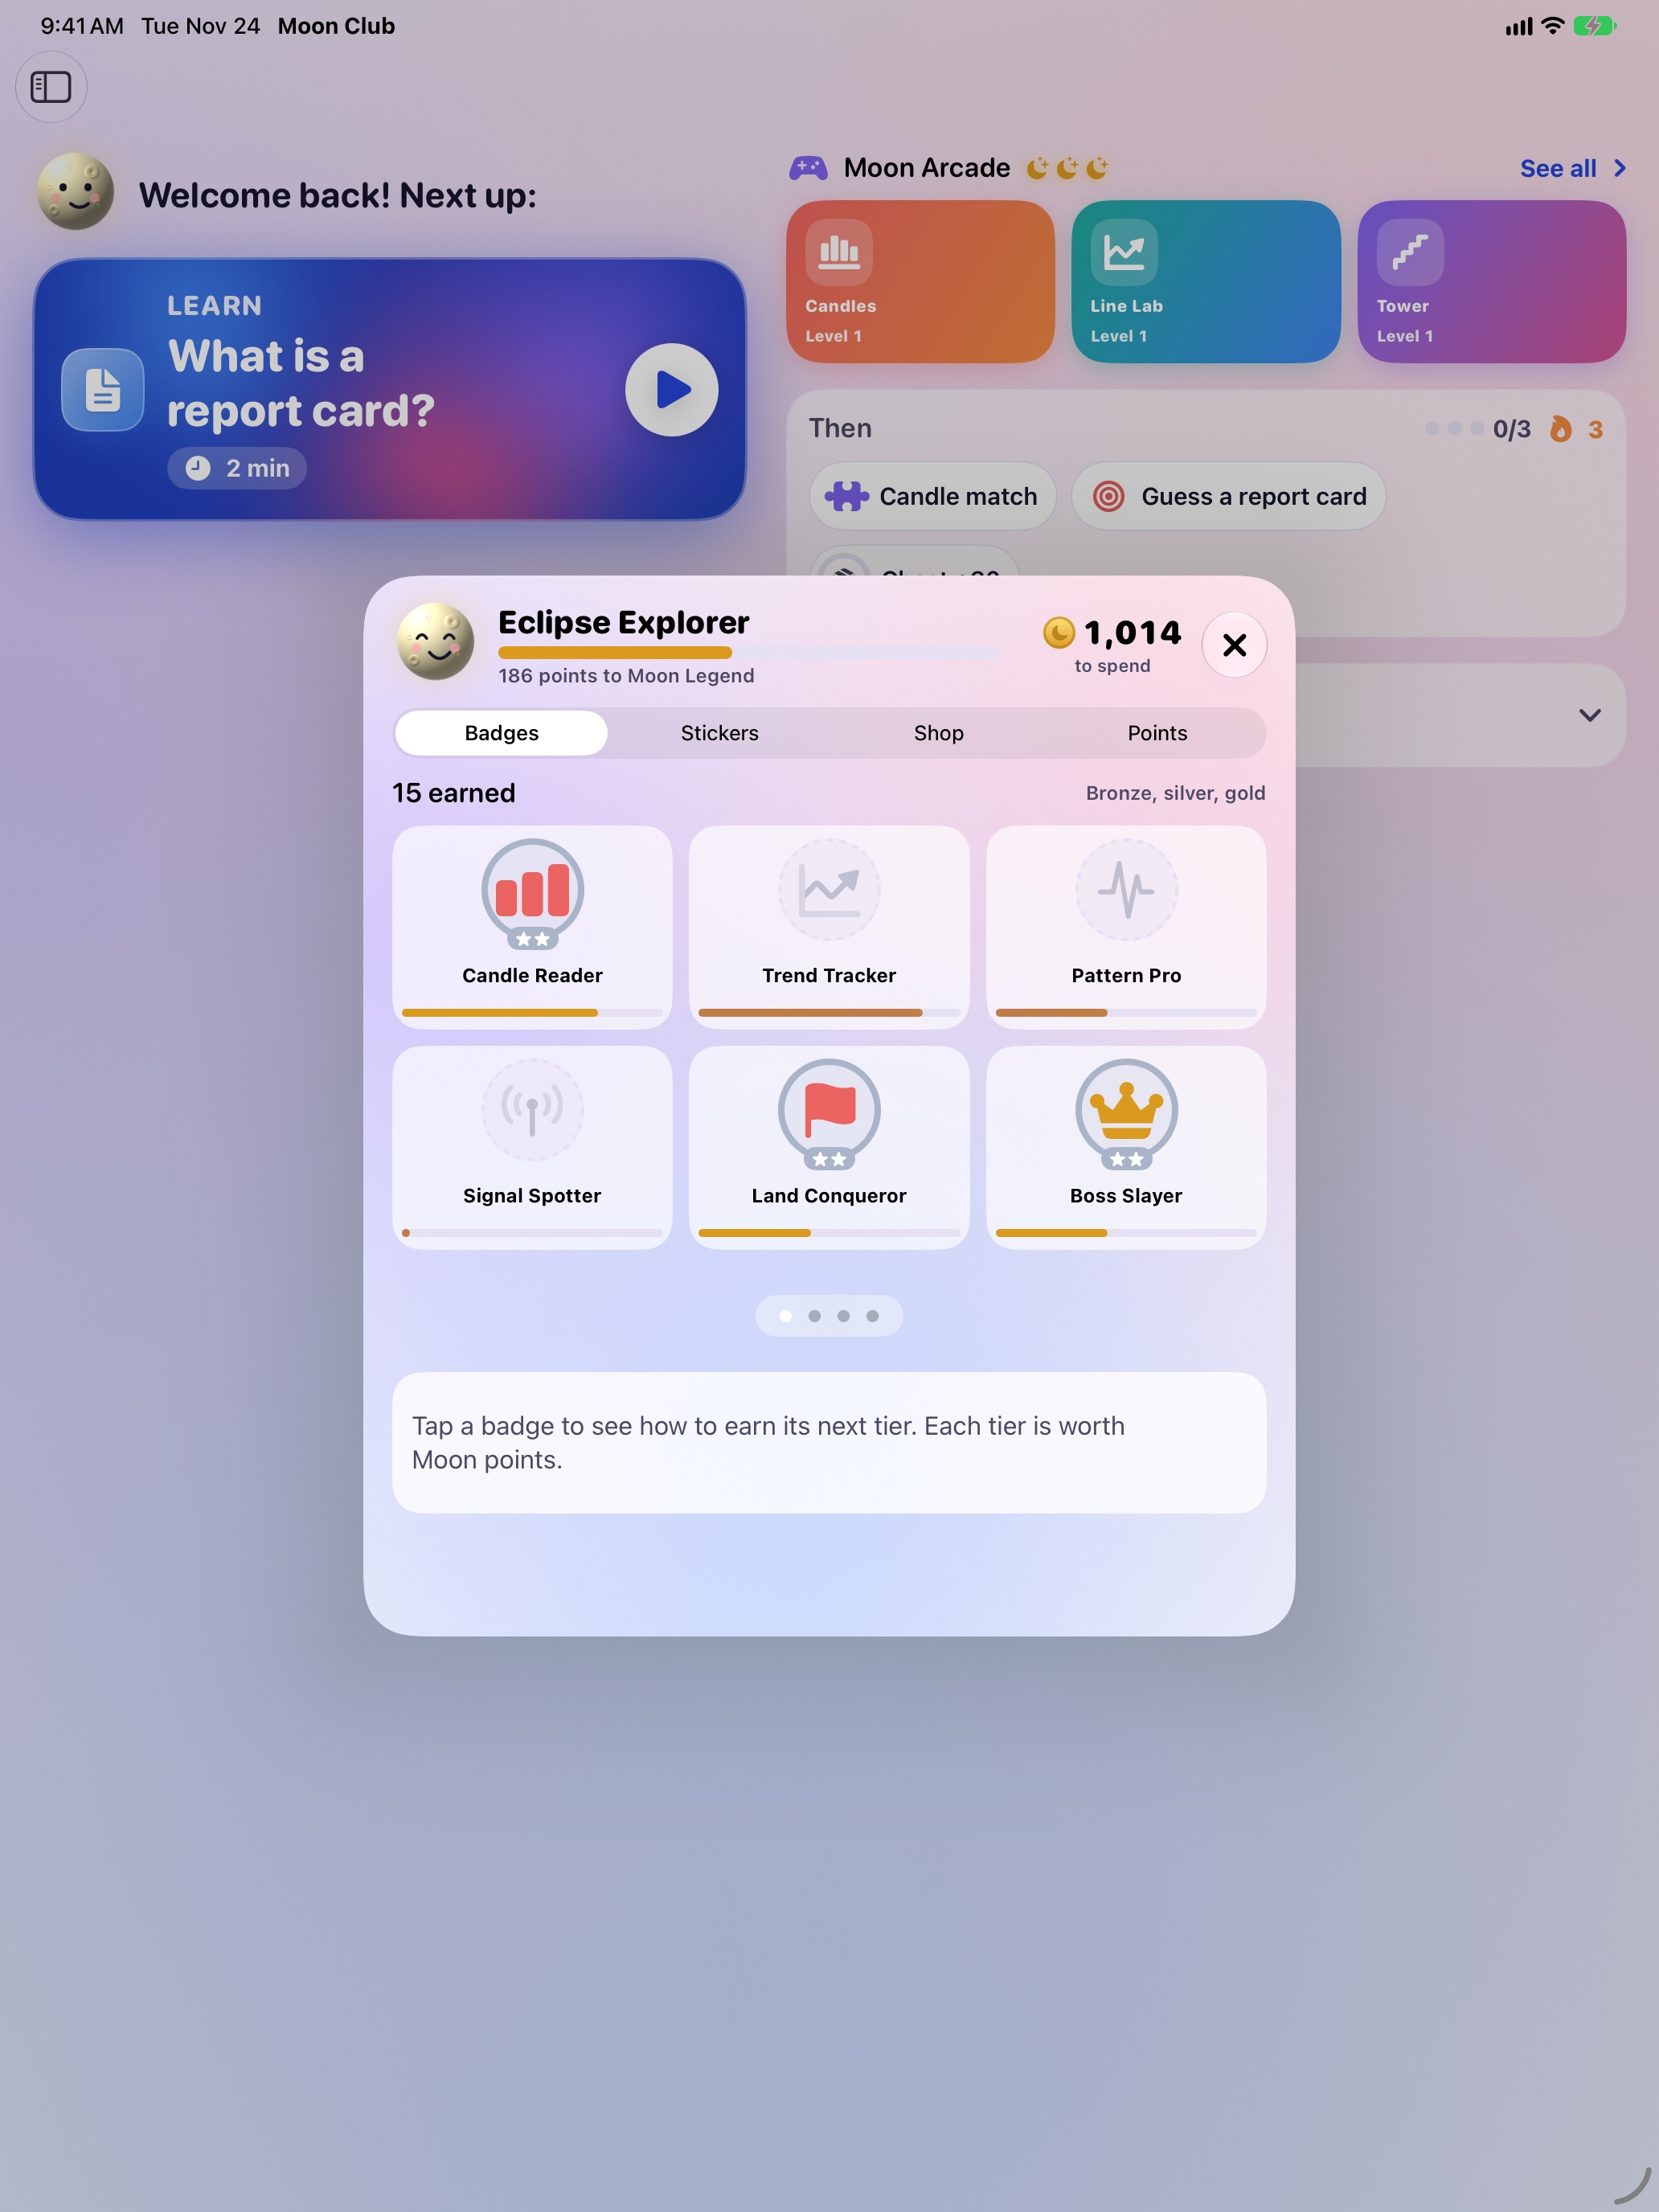 9:41 AM Tue Nov 24 Moon Club
Welcome back! Next up:
LEARN
What is a
report card?
2 min
Moon Arcade
See all
Candles
Level 1
Line Lab
Level 1
Tower
Level 1
Then
0/3
3
Candle match
Guess a report card
Eclipse Explorer
186 points to Moon Legend
1,014
to spend
Badges
Stickers
Shop
Points
15 earned
Bronze, silver, gold
Candle Reader
Trend Tracker
Pattern Pro
Signal Spotter
Land Conqueror
Boss Slayer
Tap a badge to see how to earn its next tier. Each tier is worth
Moon points.